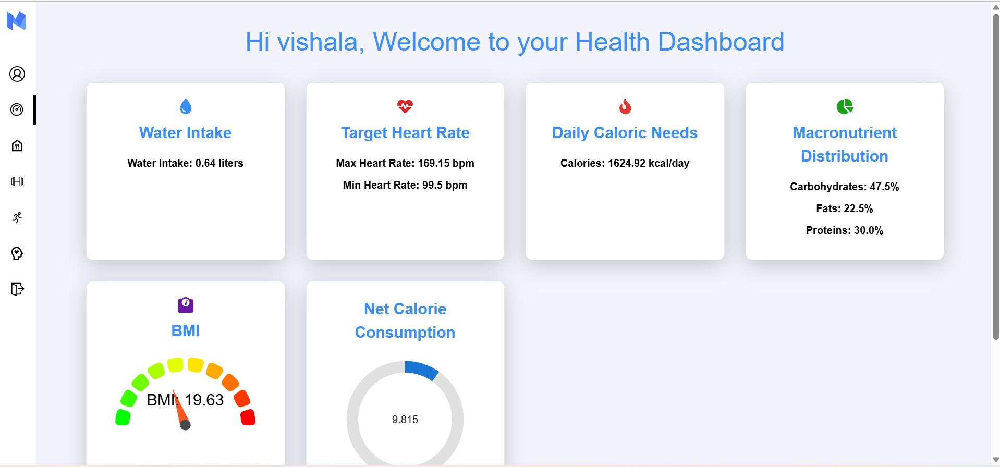 Hi vishala, Welcome to your Health Dashboard
Water Intake
Water Intake: 0.64 liters
Target Heart Rate
Max Heart Rate: 169.15 bpm
Min Heart Rate: 99.5 bpm
Daily Caloric Needs
Calories: 1624.92 kcal/day
Macronutrient
Distribution
Carbohydrates: 47.5%
Fats: 22.5%
Proteins: 30.0%
BMI
BMI: 19.63
Net Calorie
Consumption
9.815